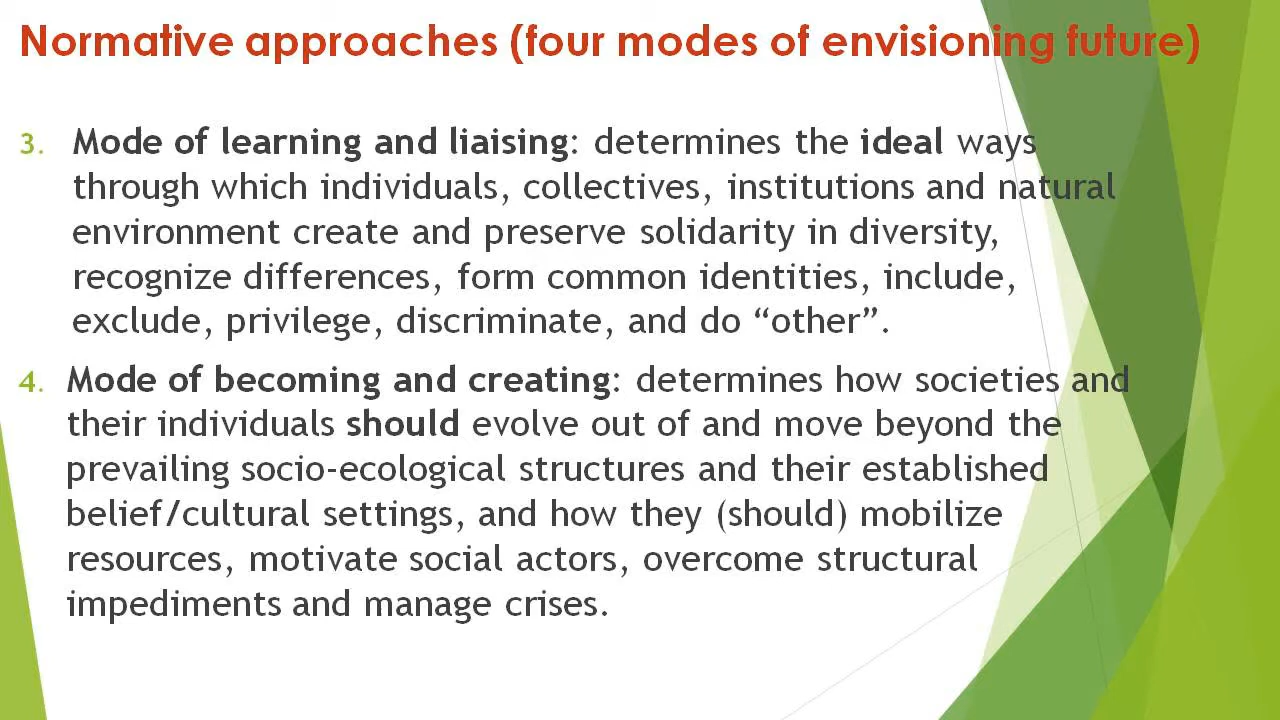 Normative approaches (four modes of envisioning future)
3. Mode of learning and liaising: determines the ideal ways
through which individuals, collectives, institutions and natural
environment create and preserve solidarity in diversity,
recognize differences, form common identities, include,
exclude, privilege, discriminate, and do “other”.
4. Mode of becoming and creating: determines how societies and
their individuals should evolve out of and move beyond the
prevailing socio-ecological structures and their established
belief/cultural settings, and how they (should) mobilize
resources, motivate social actors, overcome structural
impediments and manage crises.